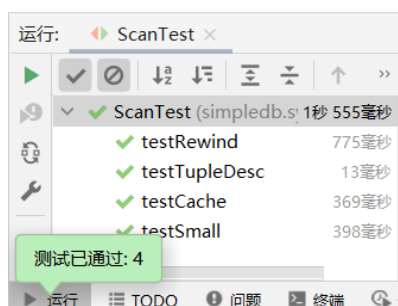 运行: ScanTest
ScanTest (simpledb.sy 1秒 555毫秒
testRewind 775毫秒
testTupleDesc 13毫秒
testCache 369毫秒
testSmall 398毫秒
测试已通过: 4
运行 TODO 问题 终端